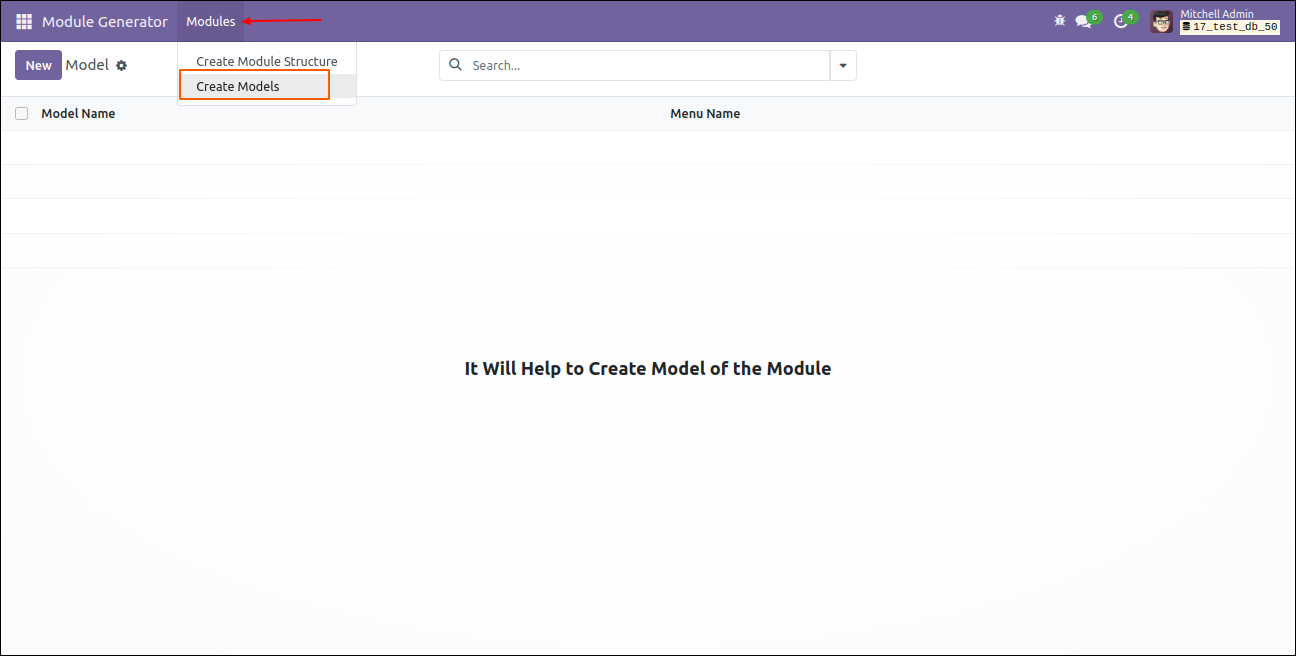 Module Generator Modules 6 4 Mitchell Admin
17_test_db_50
New Model Search...
Create Module Structure
Create Models
Model Name Menu Name
It Will Help to Create Model of the Module